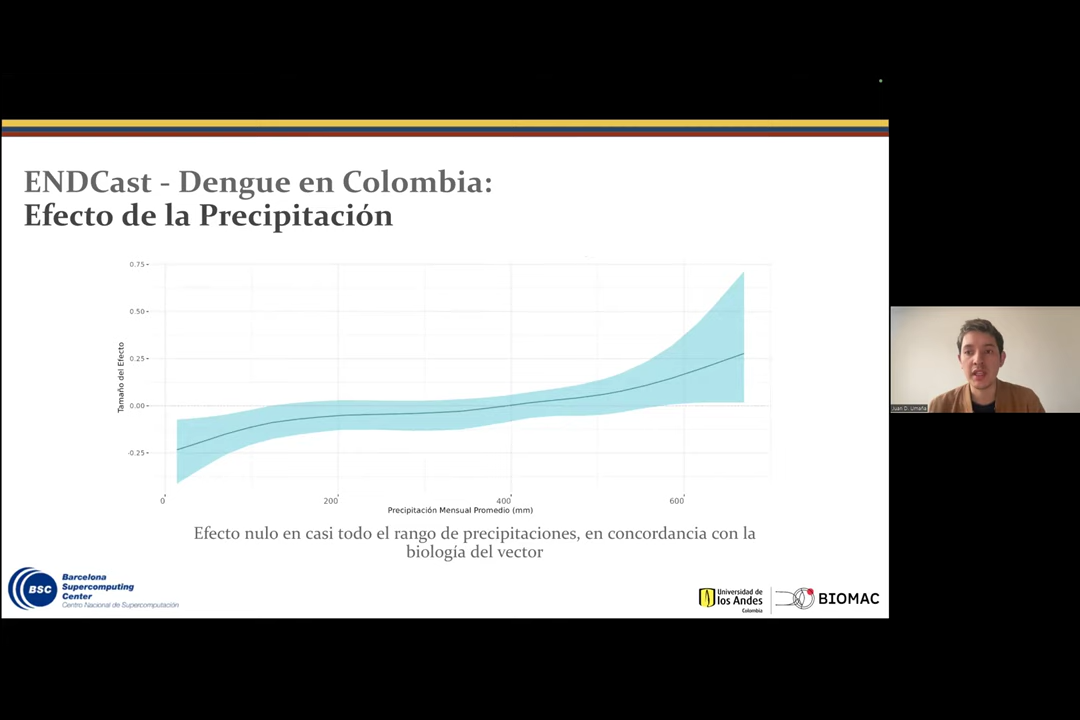 ENDCast - Dengue en Colombia:
Efecto de la Precipitación
0.75
0.50
0.25
0.00
-0.25
Tamaño del Efecto
0
200
400
600
Precipitación Mensual Promedio (mm)
Efecto nulo en casi todo el rango de precipitaciones, en concordancia con la
biología del vector
BSC
Barcelona
Supercomputing
Center
Centro Nacional de Supercomputación
Universidad de
los Andes
Colombia
BIOMAC
Juan D. Umaña